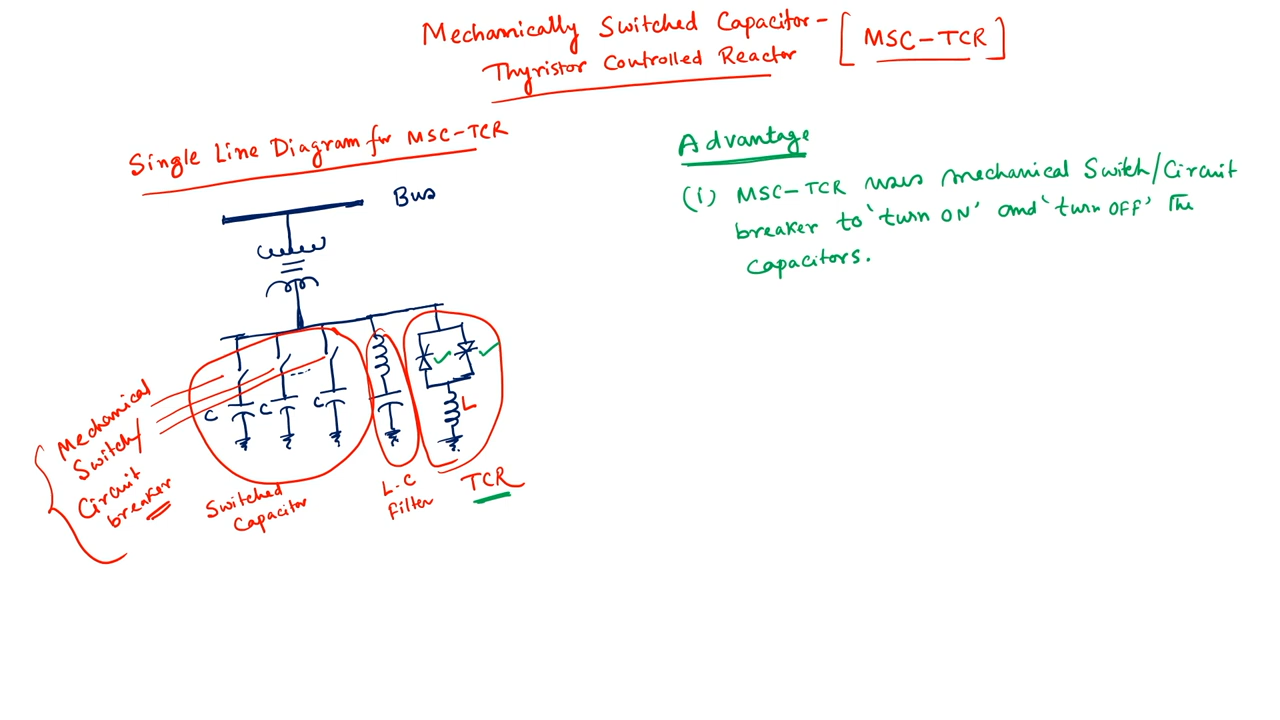 Mechanically Switched Capacitor-
Thyristor Controlled Reactor
[MSC-TCR]
Single Line Diagram for MSC-TCR
Bus
C
C
C
L
Mechanical
Switch/
Circuit
breaker
Switched
Capacitor
L-C
Filter
TCR
Advantage
(i) MSC-TCR uses mechanical Switch/Circuit
breaker to 'turn ON' and 'turn OFF' the
Capacitors.